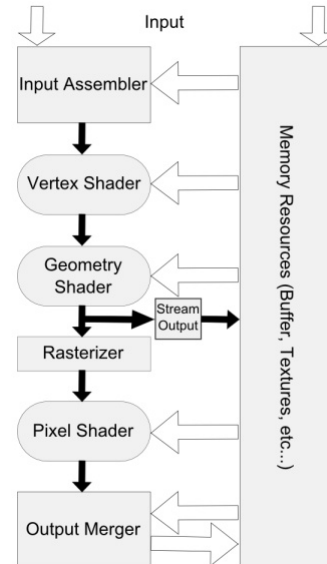 Input
Input Assembler
Vertex Shader
Geometry
Shader
Stream
Output
Rasterizer
Pixel Shader
Output Merger
Memory Resources (Buffer, Textures, etc...)